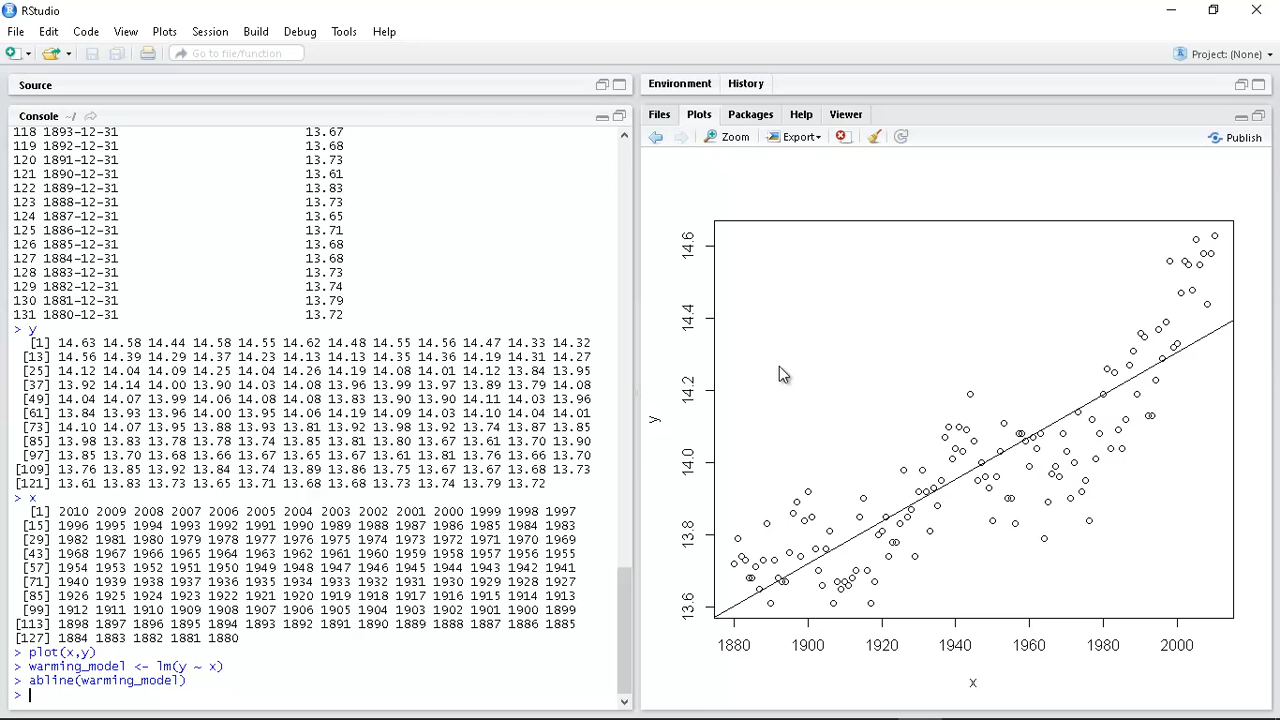 RStudio
File Edit Code View Plots Session Build Debug Tools Help
Go to file/function
Project: (None)
Source
Console ~/
118 1893-12-31 13.67
119 1892-12-31 13.68
120 1891-12-31 13.73
121 1890-12-31 13.61
122 1889-12-31 13.83
123 1888-12-31 13.73
124 1887-12-31 13.65
125 1886-12-31 13.71
126 1885-12-31 13.68
127 1884-12-31 13.68
128 1883-12-31 13.73
129 1882-12-31 13.74
130 1881-12-31 13.79
131 1880-12-31 13.72
> y
[1] 14.63 14.58 14.44 14.58 14.55 14.62 14.48 14.55 14.56 14.47 14.33 14.32
[13] 14.56 14.39 14.29 14.37 14.23 14.13 14.13 14.35 14.36 14.19 14.31 14.27
[25] 14.12 14.04 14.09 14.25 14.04 14.26 14.19 14.08 14.01 14.12 13.84 13.95
[37] 13.92 14.14 14.00 13.90 14.03 14.08 13.96 13.99 13.97 13.89 13.79 14.08
[49] 14.04 14.07 13.99 14.06 14.08 13.83 13.90 13.90 14.11 14.03 13.96
[61] 13.84 13.93 13.96 14.00 13.95 14.06 14.19 14.09 14.03 14.10 14.04 14.01
[73] 14.10 14.07 13.95 13.88 13.93 13.81 13.92 13.98 13.92 13.74 13.87 13.85
[85] 13.98 13.83 13.78 13.78 13.74 13.89 13.85 13.81 13.80 13.67 13.61 13.70 13.90
[97] 13.85 13.70 13.68 13.66 13.67 13.65 13.67 13.61 13.81 13.76 13.66 13.70
[109] 13.76 13.85 13.92 13.84 13.74 13.89 13.86 13.75 13.67 13.67 13.68 13.73
[121] 13.61 13.83 13.73 13.65 13.71 13.68 13.68 13.73 13.74 13.79 13.72
> x
[1] 2010 2009 2008 2007 2006 2005 2004 2003 2002 2001 2000 1999 1998 1997
[15] 1996 1995 1994 1993 1992 1991 1990 1989 1988 1987 1986 1985 1984 1983
[29] 1982 1981 1980 1979 1978 1977 1976 1975 1974 1973 1972 1971 1970 1969
[43] 1968 1967 1966 1965 1964 1963 1962 1961 1960 1959 1958 1957 1956 1955
[57] 1954 1953 1952 1951 1950 1949 1948 1947 1946 1945 1944 1943 1942 1941
[71] 1940 1939 1938 1937 1936 1935 1934 1933 1932 1931 1930 1929 1928 1927
[85] 1926 1925 1924 1923 1922 1921 1920 1919 1918 1917 1916 1915 1914 1913
[99] 1912 1911 1910 1909 1908 1907 1906 1905 1904 1903 1902 1901 1900 1899
[113] 1898 1897 1896 1895 1894 1893 1892 1891 1890 1889 1888 1887 1886 1885
[127] 1884 1883 1882 1881 1880
> plot(x,y)
> warming_model <- lm(y ~ x)
> abline(warming_model)
>
Environment History
Files Plots Packages Help Viewer
Zoom Export Publish
14.6
14.4
14.2
14.0
13.8
13.6
y
1880 1900 1920 1940 1960 1980 2000
x